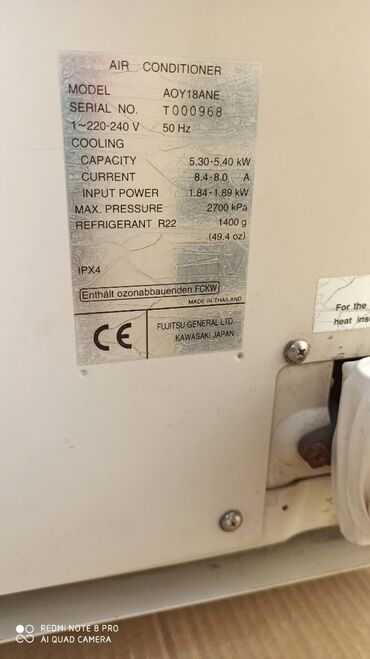 AIR CONDITIONER
MODEL AOY18ANE
SERIAL NO. T000968
1~220-240 V 50 Hz
COOLING
CAPACITY 5.30-5.40 kW
CURRENT 8.4-8.0 A
INPUT POWER 1.84-1.89 kW
MAX. PRESSURE 2700 kPa
REFRIGERANT R22 1400 g
(49.4 oz)
IPX4
Enthält ozonabbauenden FCKW
MADE IN THAILAND
CE
FUJITSU GENERAL LTD.
KAWASAKI JAPAN
For the
heat
REDMI NOTE 8 PRO
AI QUAD CAMERA